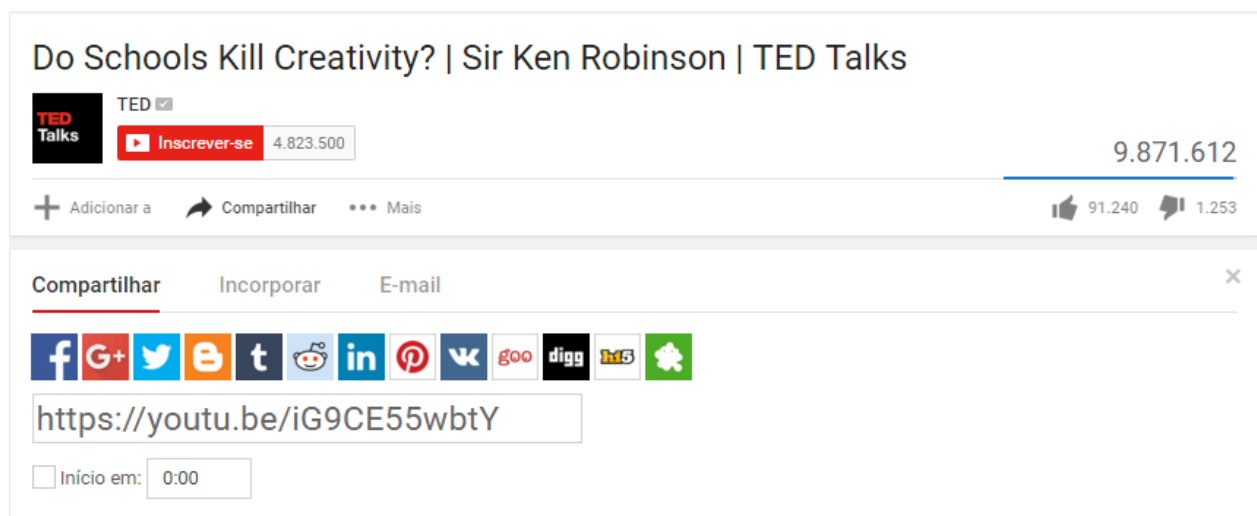 Do Schools Kill Creativity? | Sir Ken Robinson | TED Talks
TED
TED
Talks
Inscrever-se 4.823.500
9.871.612
Adicionar a Compartilhar Mais 91.240 1.253
Compartilhar Incorporar E-mail
f G+ B t in vk goo digg hi5
https://youtu.be/iG9CE55wbtY
Início em: 0:00